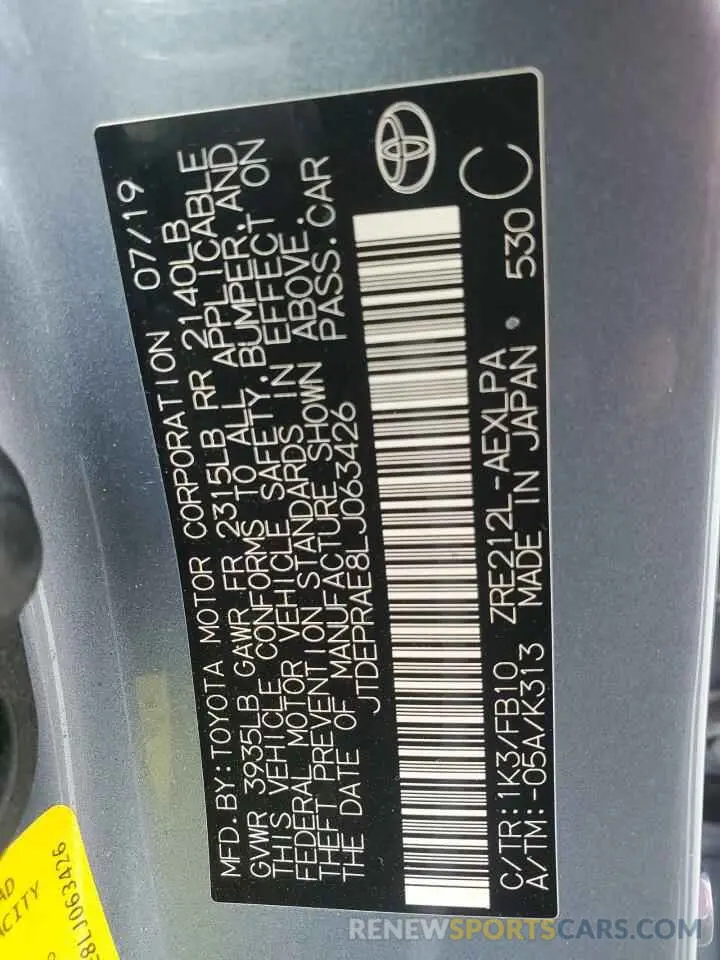 MFD. BY: TOYOTA MOTOR CORPORATION 07/19
GVWR 3935LB GAWR FR 2315LB RR 2140LB
THIS VEHICLE CONFORMS TO ALL APPLICABLE
FEDERAL MOTOR VEHICLE SAFETY, BUMPER, AND
THEFT PREVENTION STANDARDS IN EFFECT ON
THE DATE OF MANUFACTURE SHOWN ABOVE.
JTDEPRAE8LJ063426 PASS. CAR
C/TR: 1K3/FB10 ZRE212L-AEXLPA 530
A/TM: -05A/K313 MADE IN JAPAN
C
E8LJ063426
RENEWSPORTSCARS.COM